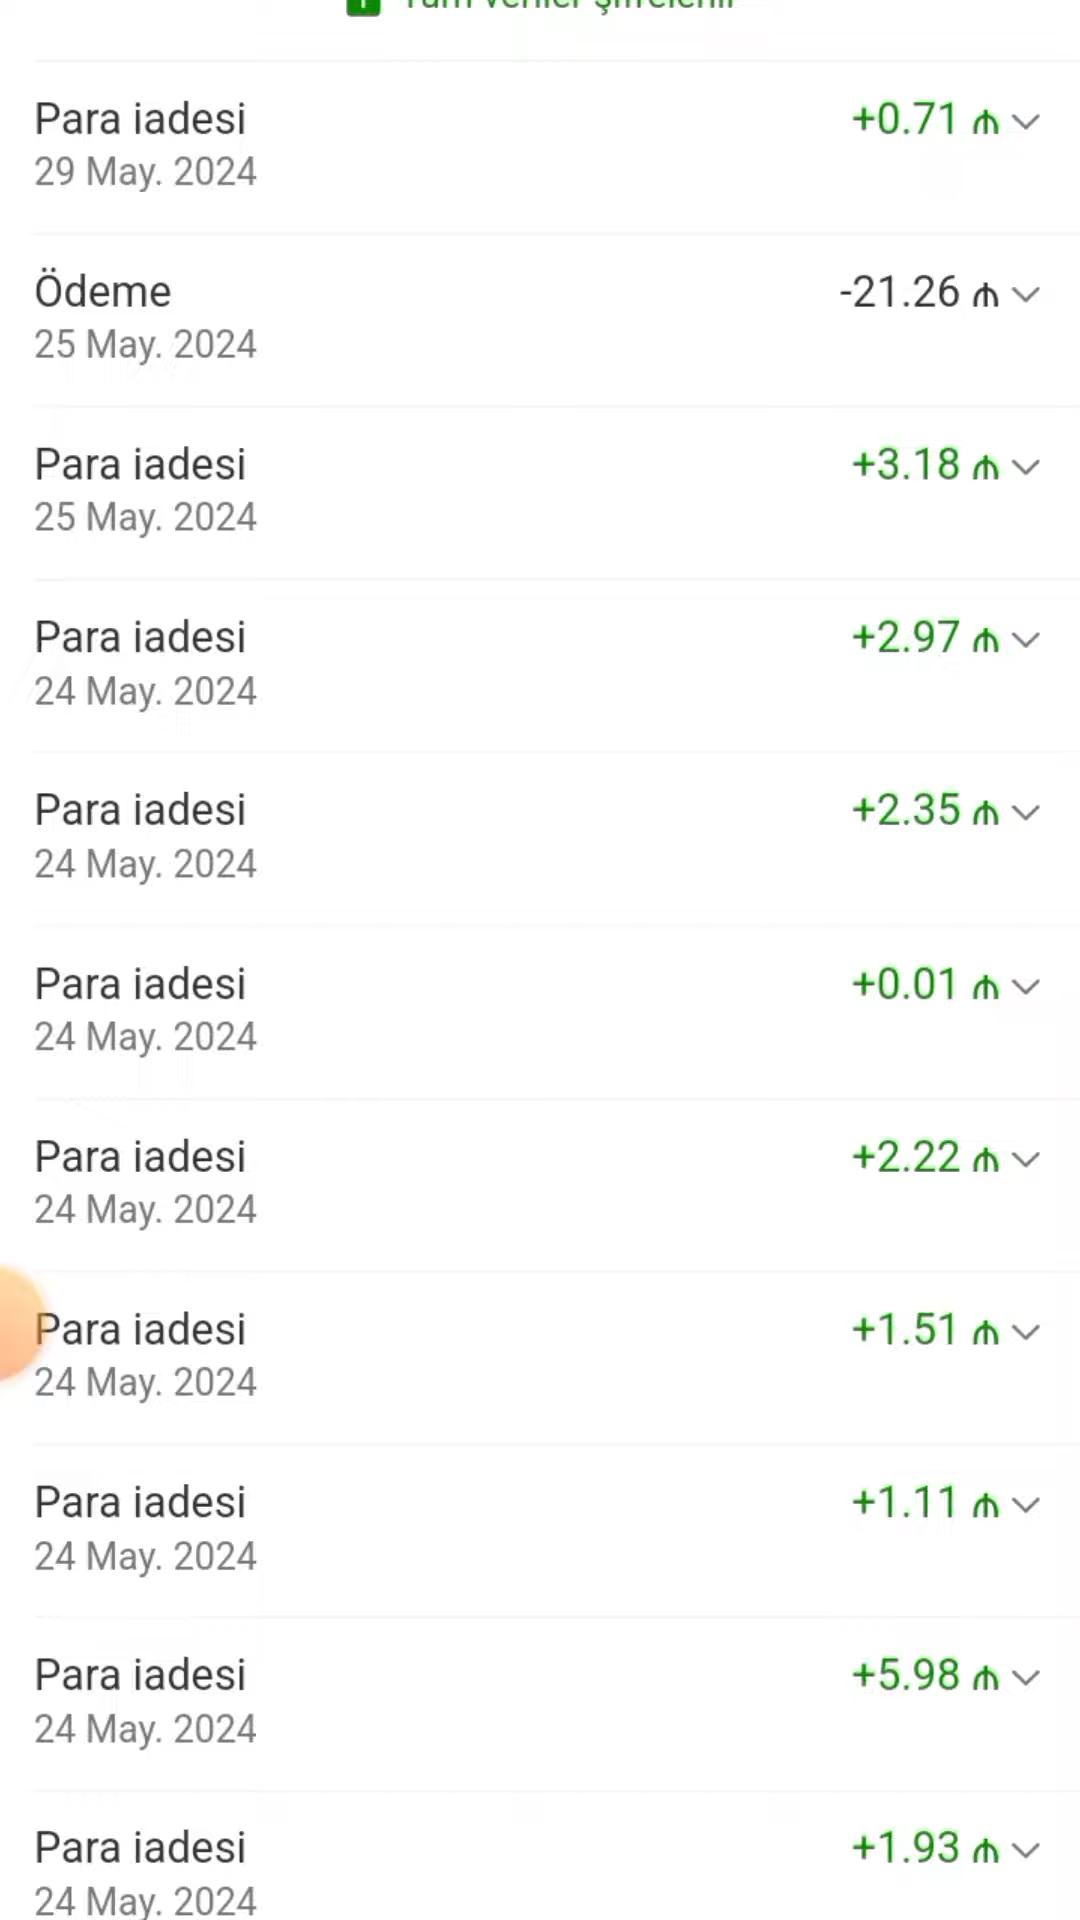 Tüm veriler şifrelenir
Para iadesi +0.71 ₼
29 May. 2024
Ödeme -21.26 ₼
25 May. 2024
Para iadesi +3.18 ₼
25 May. 2024
Para iadesi +2.97 ₼
24 May. 2024
Para iadesi +2.35 ₼
24 May. 2024
Para iadesi +0.01 ₼
24 May. 2024
Para iadesi +2.22 ₼
24 May. 2024
Para iadesi +1.51 ₼
24 May. 2024
Para iadesi +1.11 ₼
24 May. 2024
Para iadesi +5.98 ₼
24 May. 2024
Para iadesi +1.93 ₼
24 May. 2024